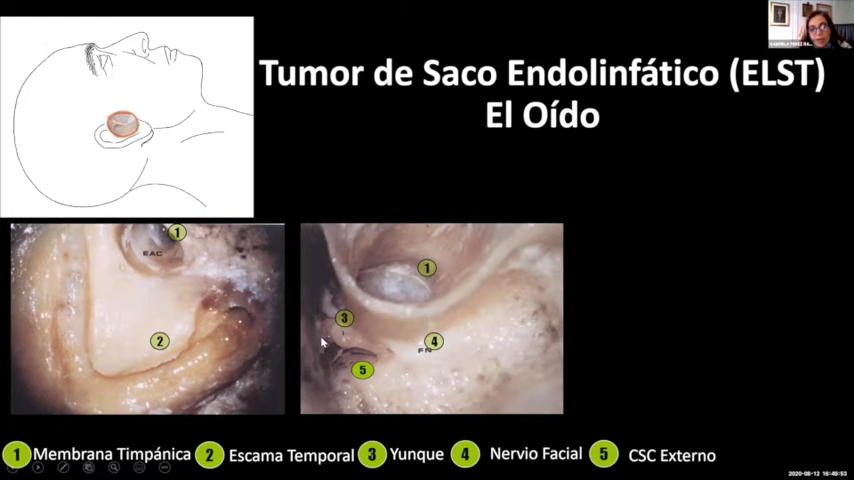 Tumor de Saco Endolinfático (ELST)
El Oído
1
EAC
2
1
3
I
4
FN
5
1 Membrana Timpánica 2 Escama Temporal 3 Yunque 4 Nervio Facial 5 CSC Externo
2020-08-12 16:49:53